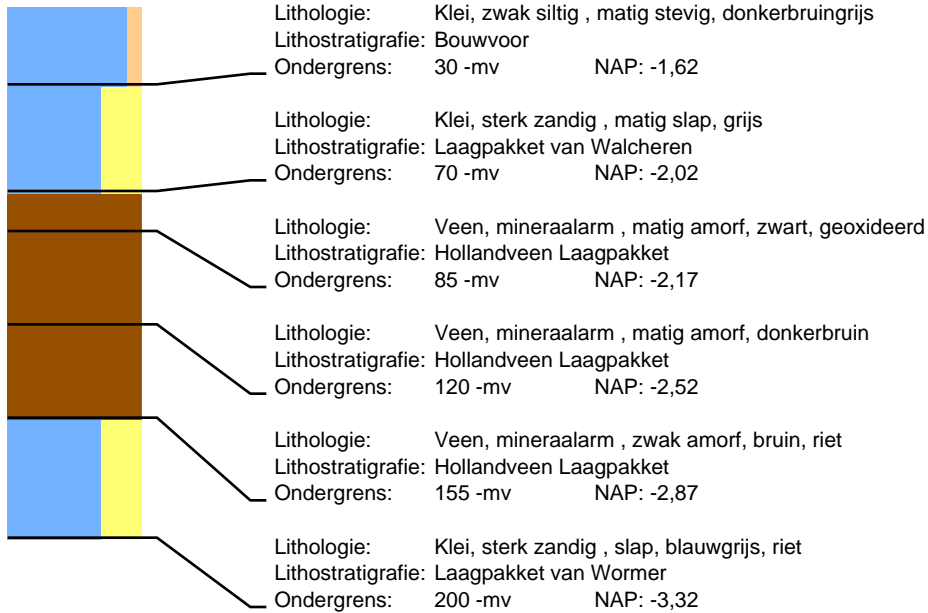 Lithologie: Klei, zwak siltig , matig stevig, donkerbruingrijs
Lithostratigrafie: Bouwvoor
Ondergrens: 30 -mv NAP: -1,62
Lithologie: Klei, sterk zandig , matig slap, grijs
Lithostratigrafie: Laagpakket van Walcheren
Ondergrens: 70 -mv NAP: -2,02
Lithologie: Veen, mineraalarm , matig amorf, zwart, geoxideerd
Lithostratigrafie: Hollandveen Laagpakket
Ondergrens: 85 -mv NAP: -2,17
Lithologie: Veen, mineraalarm , matig amorf, donkerbruin
Lithostratigrafie: Hollandveen Laagpakket
Ondergrens: 120 -mv NAP: -2,52
Lithologie: Veen, mineraalarm , zwak amorf, bruin, riet
Lithostratigrafie: Hollandveen Laagpakket
Ondergrens: 155 -mv NAP: -2,87
Lithologie: Klei, sterk zandig , slap, blauwgrijs, riet
Lithostratigrafie: Laagpakket van Wormer
Ondergrens: 200 -mv NAP: -3,32